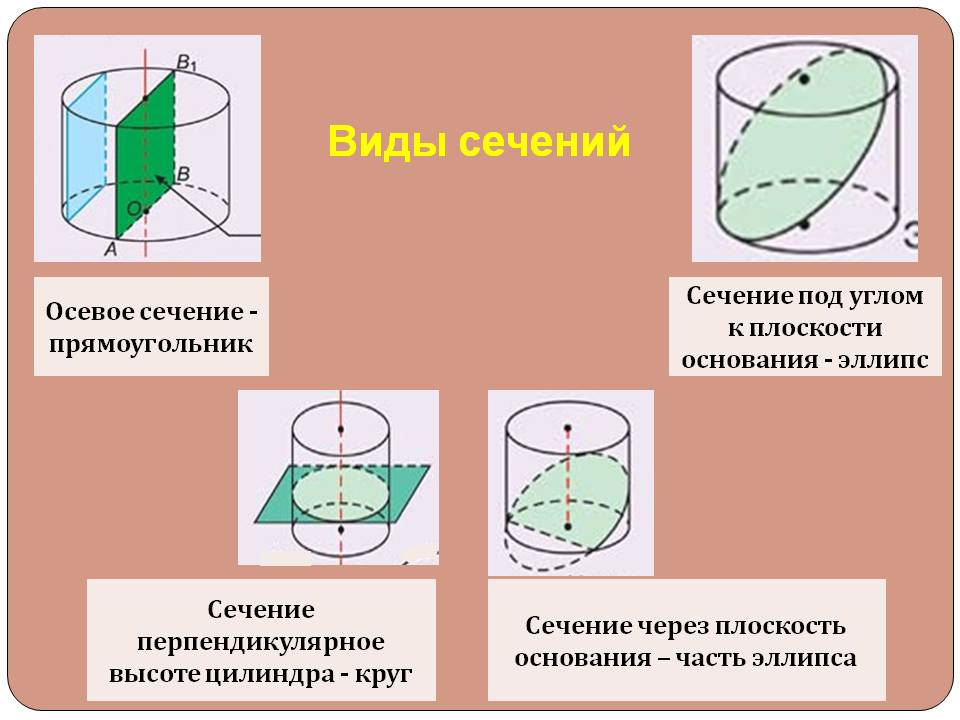 B₁
B
O
A
Виды сечений
З
Осевое сечение -
прямоугольник
Сечение под углом
к плоскости
основания - эллипс
Сечение
перпендикулярное
высоте цилиндра - круг
Сечение через плоскость
основания – часть эллипса